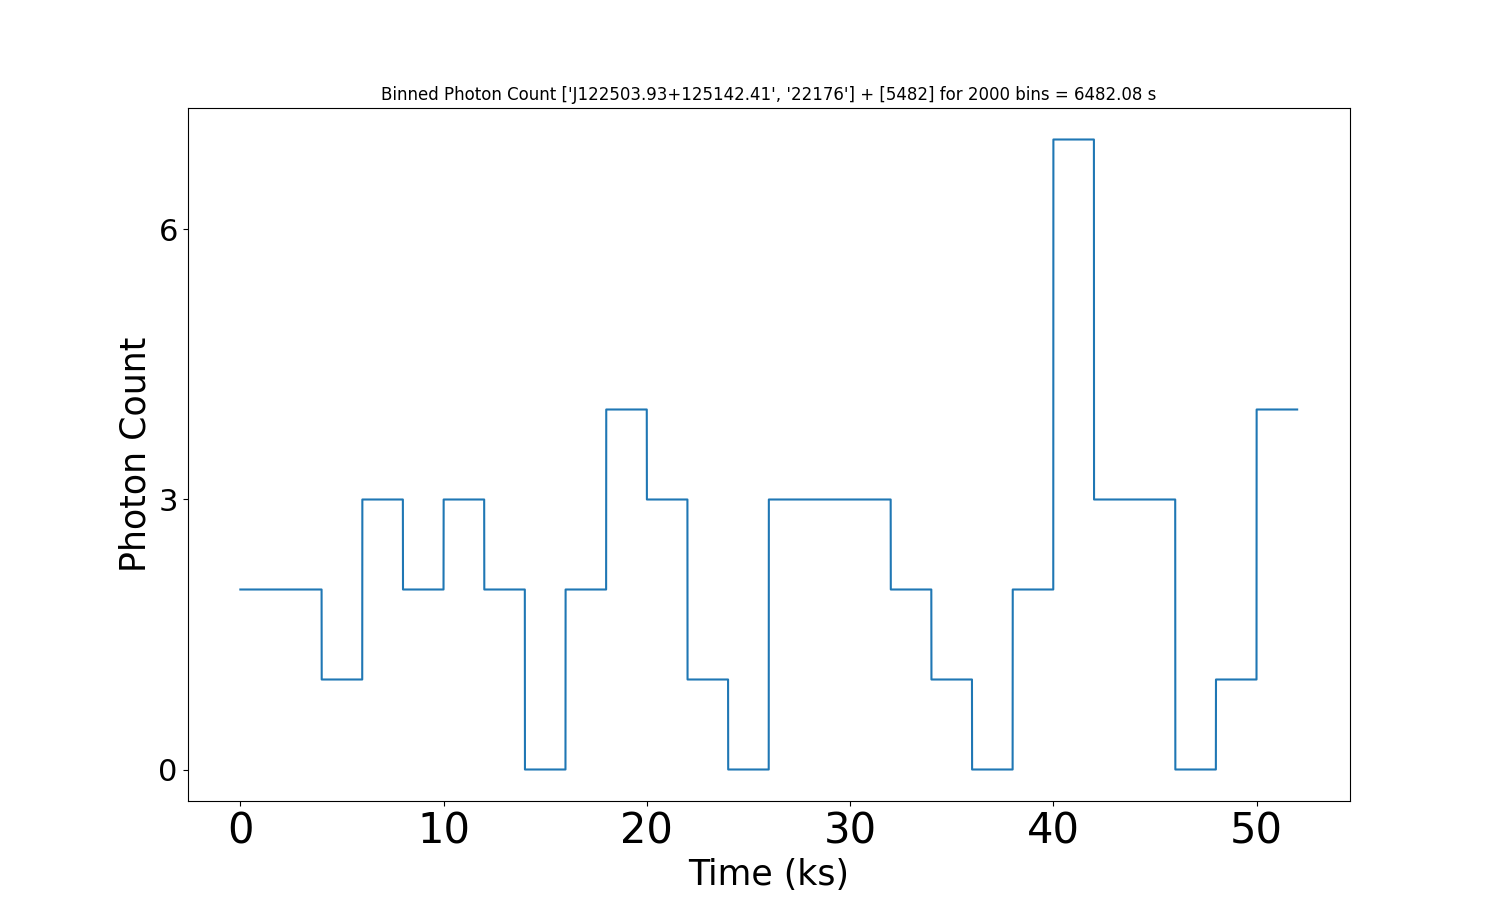 Binned Photon Count ['J122503.93+125142.41', '22176'] + [5482] for 2000 bins = 6482.08 s
6
3
0
Photon Count
0 10 20 30 40 50
Time (ks)